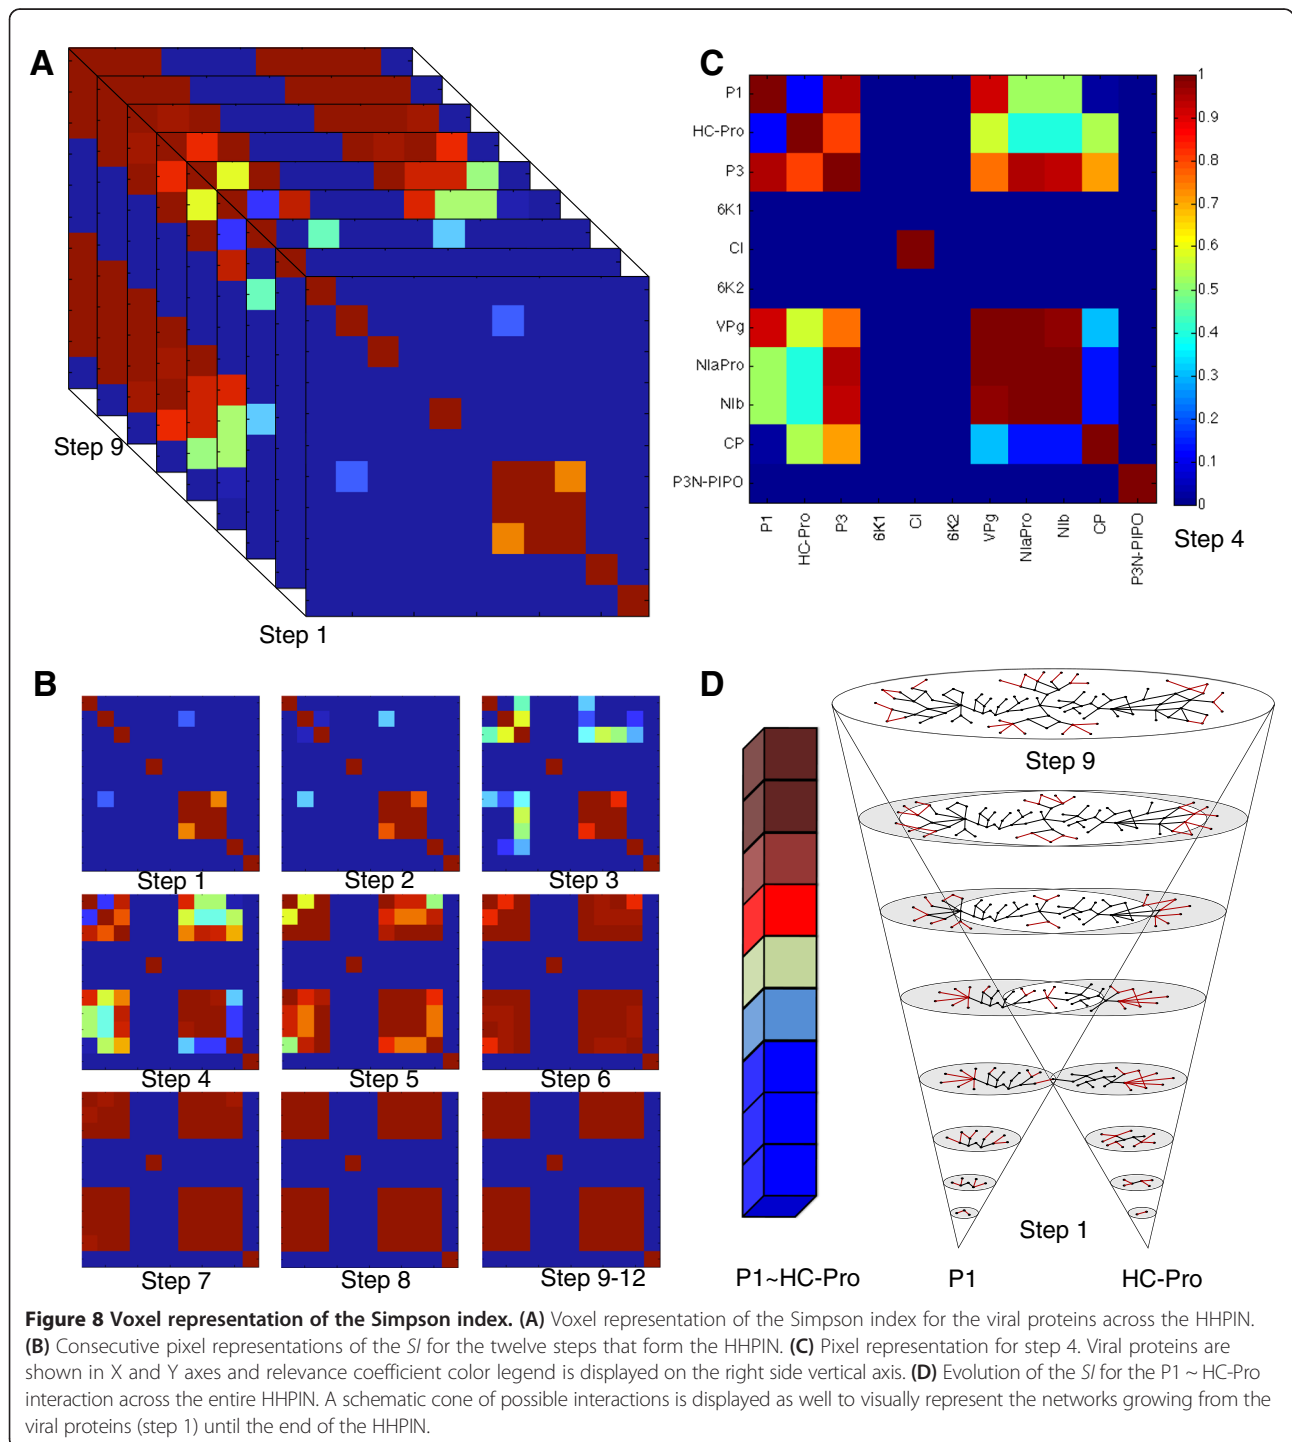 A
Step 9
Step 1
C
P1
HC-Pro
P3
6K1
CI
6K2
VPg
NIaPro
NIb
CP
P3N-PIPO
P1
HC-Pro
P3
6K1
CI
6K2
VPg
NIaPro
NIb
CP
P3N-PIPO
1
0.9
0.8
0.7
0.6
0.5
0.4
0.3
0.2
0.1
0
Step 4
B
Step 1
Step 2
Step 3
Step 4
Step 5
Step 6
Step 7
Step 8
Step 9-12
D
Step 9
Step 1
P1~HC-Pro
P1
HC-Pro
Figure 8 Voxel representation of the Simpson index. (A) Voxel representation of the Simpson index for the viral proteins across the HHPIN.
(B) Consecutive pixel representations of the SI for the twelve steps that form the HHPIN. (C) Pixel representation for step 4. Viral proteins are
shown in X and Y axes and relevance coefficient color legend is displayed on the right side vertical axis. (D) Evolution of the SI for the P1 ~ HC-Pro
interaction across the entire HHPIN. A schematic cone of possible interactions is displayed as well to visually represent the networks growing from the
viral proteins (step 1) until the end of the HHPIN.